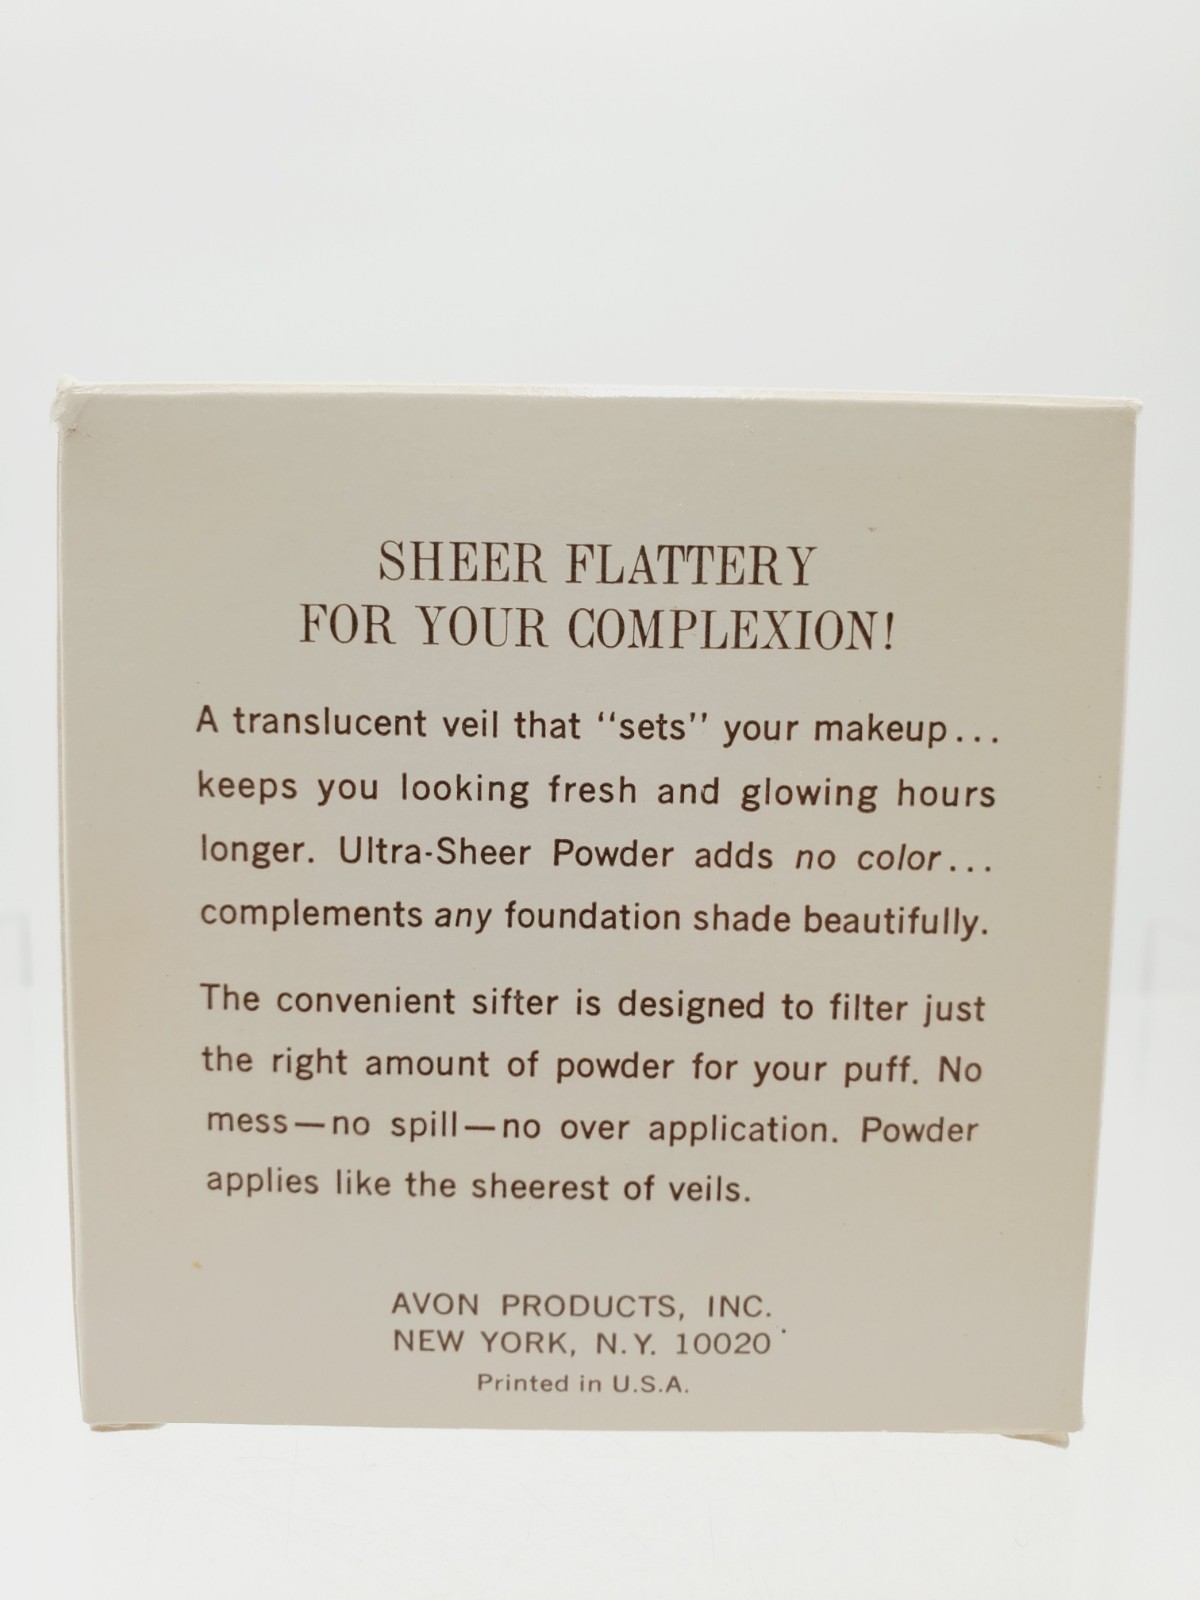 SHEER FLATTERY
FOR YOUR COMPLEXION!
A translucent veil that “sets” your makeup...
keeps you looking fresh and glowing hours
longer. Ultra-Sheer Powder adds no color...
complements any foundation shade beautifully.
The convenient sifter is designed to filter just
the right amount of powder for your puff. No
mess—no spill—no over application. Powder
applies like the sheerest of veils.
AVON PRODUCTS, INC.
NEW YORK, N.Y. 10020
Printed in U.S.A.